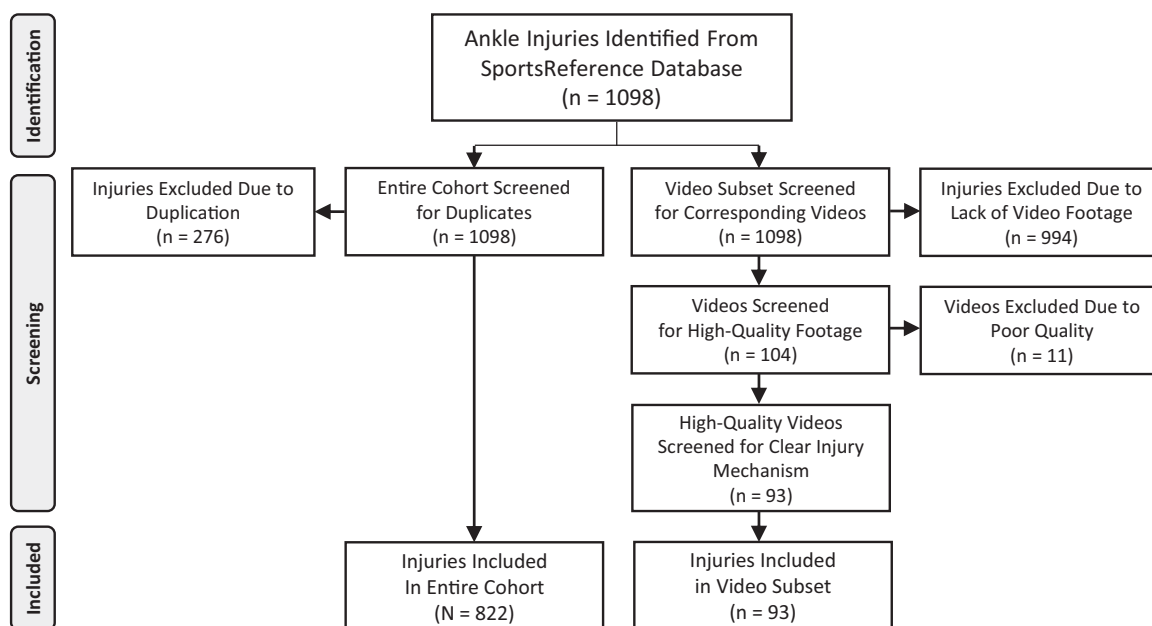 Identification
Ankle Injuries Identified From
SportsReference Database
(n = 1098)
Screening
Injuries Excluded Due to
Duplication
(n = 276)
Entire Cohort Screened
for Duplicates
(n = 1098)
Video Subset Screened
for Corresponding Videos
(n = 1098)
Injuries Excluded Due to
Lack of Video Footage
(n = 994)
Videos Screened
for High-Quality Footage
(n = 104)
Videos Excluded Due to
Poor Quality
(n = 11)
High-Quality Videos
Screened for Clear Injury
Mechanism
(n = 93)
Included
Injuries Included
In Entire Cohort
(N = 822)
Injuries Included
in Video Subset
(n = 93)